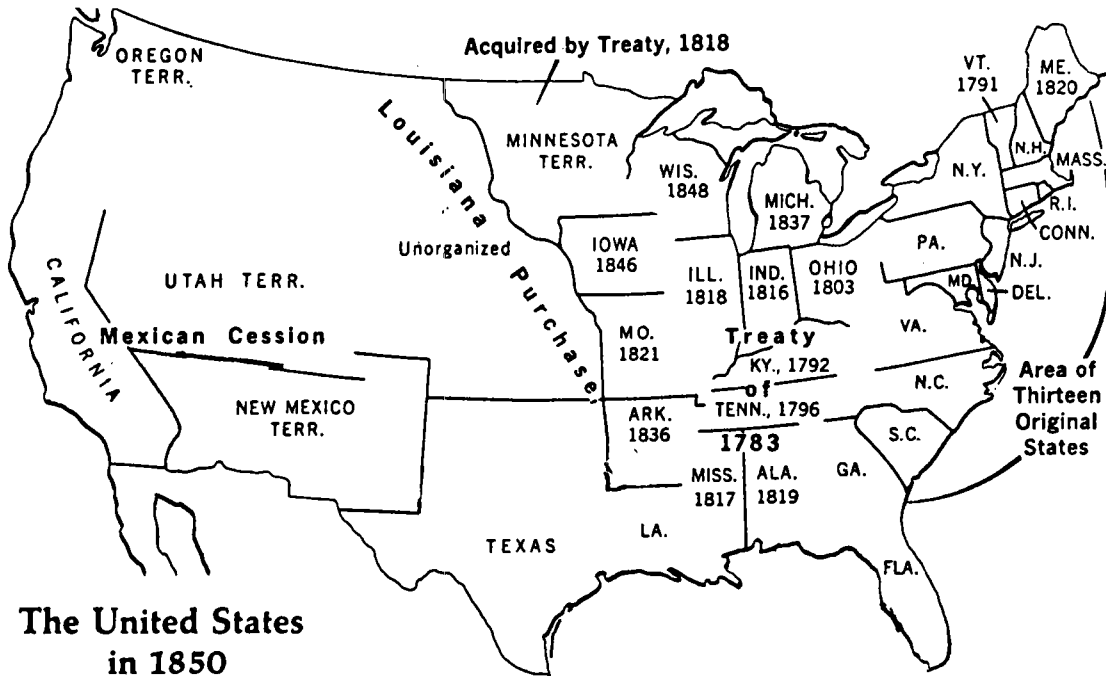 Acquired by Treaty, 1818
OREGON
TERR.
Louisiana Purchase
MINNESOTA
TERR.
WIS.
1848
MICH.
1837
VT.
1791
ME.
1820
N.H.
MASS.
N.Y.
R.I.
CONN.
PA.
N.J.
MD.
DEL.
Unorganized
IOWA
1846
ILL.
1818
IND.
1816
OHIO
1803
CALIFORNIA
UTAH TERR.
Mexican Cession
MO.
1821
Treaty
of
1783
KY., 1792
VA.
N.C.
TENN., 1796
Area of
Thirteen
Original
States
NEW MEXICO
TERR.
ARK.
1836
S.C.
MISS.
1817
ALA.
1819
GA.
TEXAS
LA.
FLA.
The United States
in 1850